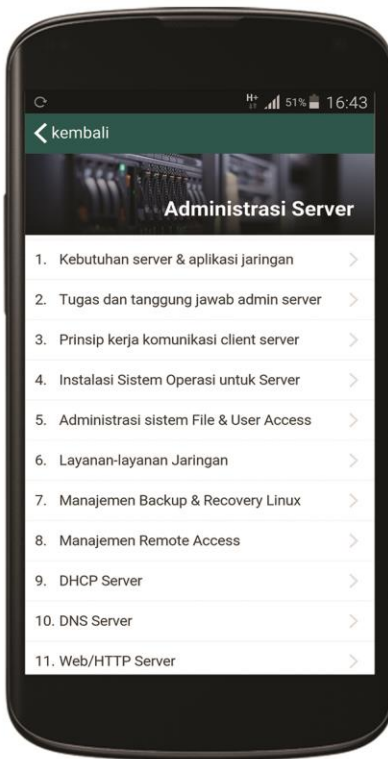 H+ 51% 16:43
kembali
Administrasi Server
1. Kebutuhan server & aplikasi jaringan
2. Tugas dan tanggung jawab admin server
3. Prinsip kerja komunikasi client server
4. Instalasi Sistem Operasi untuk Server
5. Administrasi sistem File & User Access
6. Layanan-layanan Jaringan
7. Manajemen Backup & Recovery Linux
8. Manajemen Remote Access
9. DHCP Server
10. DNS Server
11. Web/HTTP Server